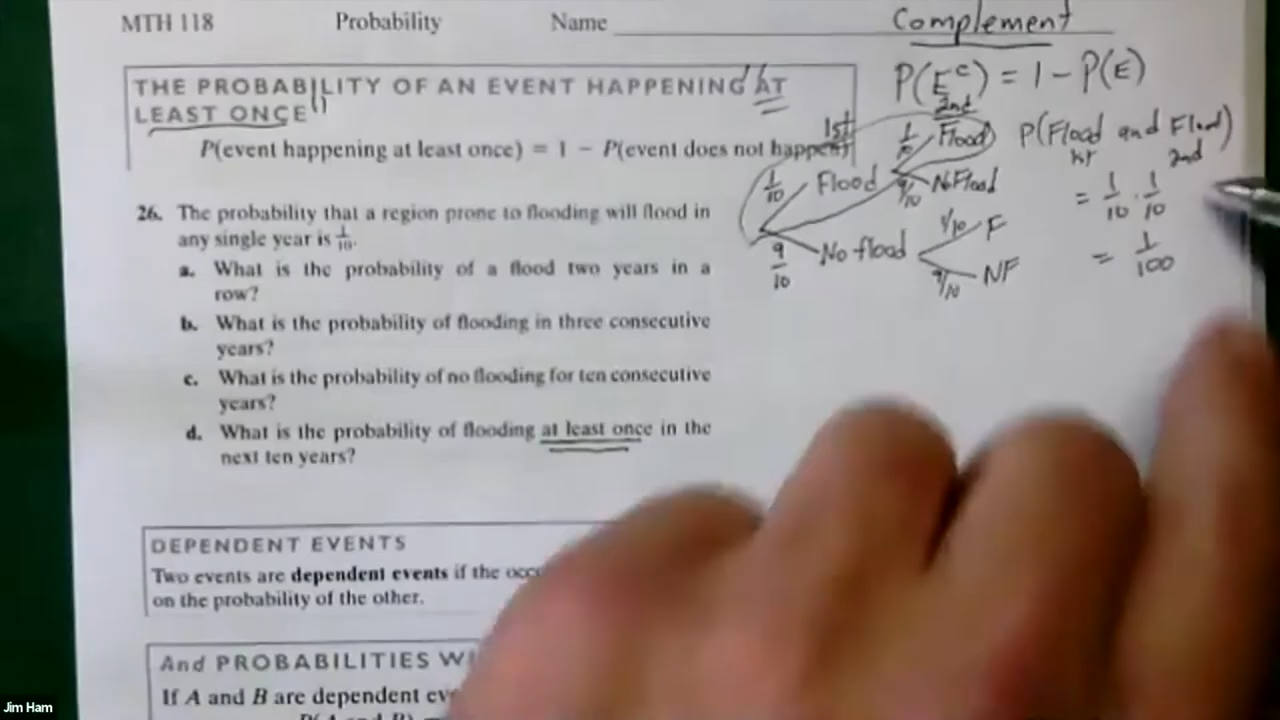 MTH 118 Probability Name Complement
P(Eᶜ) = 1 - P(E)
THE PROBABILITY OF AN EVENT HAPPENING AT
LEAST ONCE
P(event happening at least once) = 1 − P(event does not happen)
1st 2nd
1/10 Flood 1/10 Flood
9/10 No Flood
9/10 No flood 1/10 F
9/10 NF
P(Flood and Flood)
2nd
= 1/10 · 1/10
= 1/100
26. The probability that a region prone to flooding will flood in
any single year is 1/10.
a. What is the probability of a flood two years in a
row?
b. What is the probability of flooding in three consecutive
years?
c. What is the probability of no flooding for ten consecutive
years?
d. What is the probability of flooding at least once in the
next ten years?
DEPENDENT EVENTS
Two events are dependent events if the
on the probability of the other.
And PROBABILITIES
If A and B are dependent
P(A and B)
Jim Ham